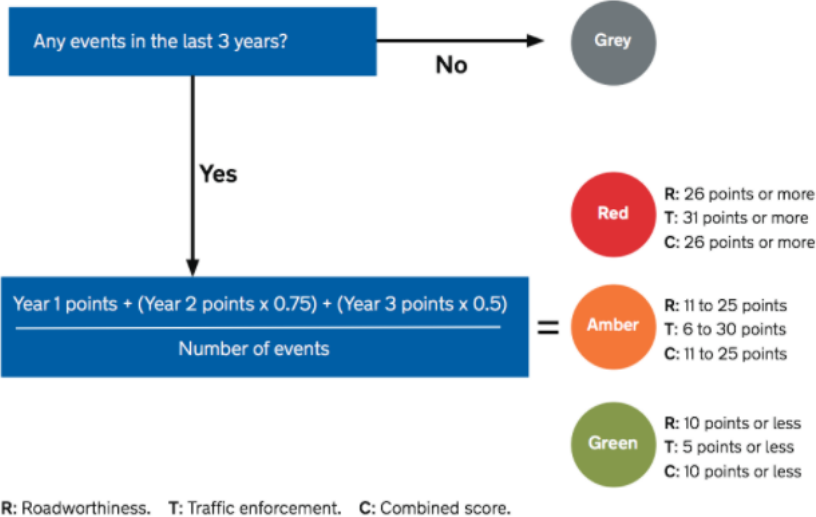 Any events in the last 3 years?
No
Grey
Yes
Red
R: 26 points or more
T: 31 points or more
C: 26 points or more
Year 1 points + (Year 2 points x 0.75) + (Year 3 points x 0.5)
Number of events
=
Amber
R: 11 to 25 points
T: 6 to 30 points
C: 11 to 25 points
Green
R: 10 points or less
T: 5 points or less
C: 10 points or less
R: Roadworthiness. T: Traffic enforcement. C: Combined score.